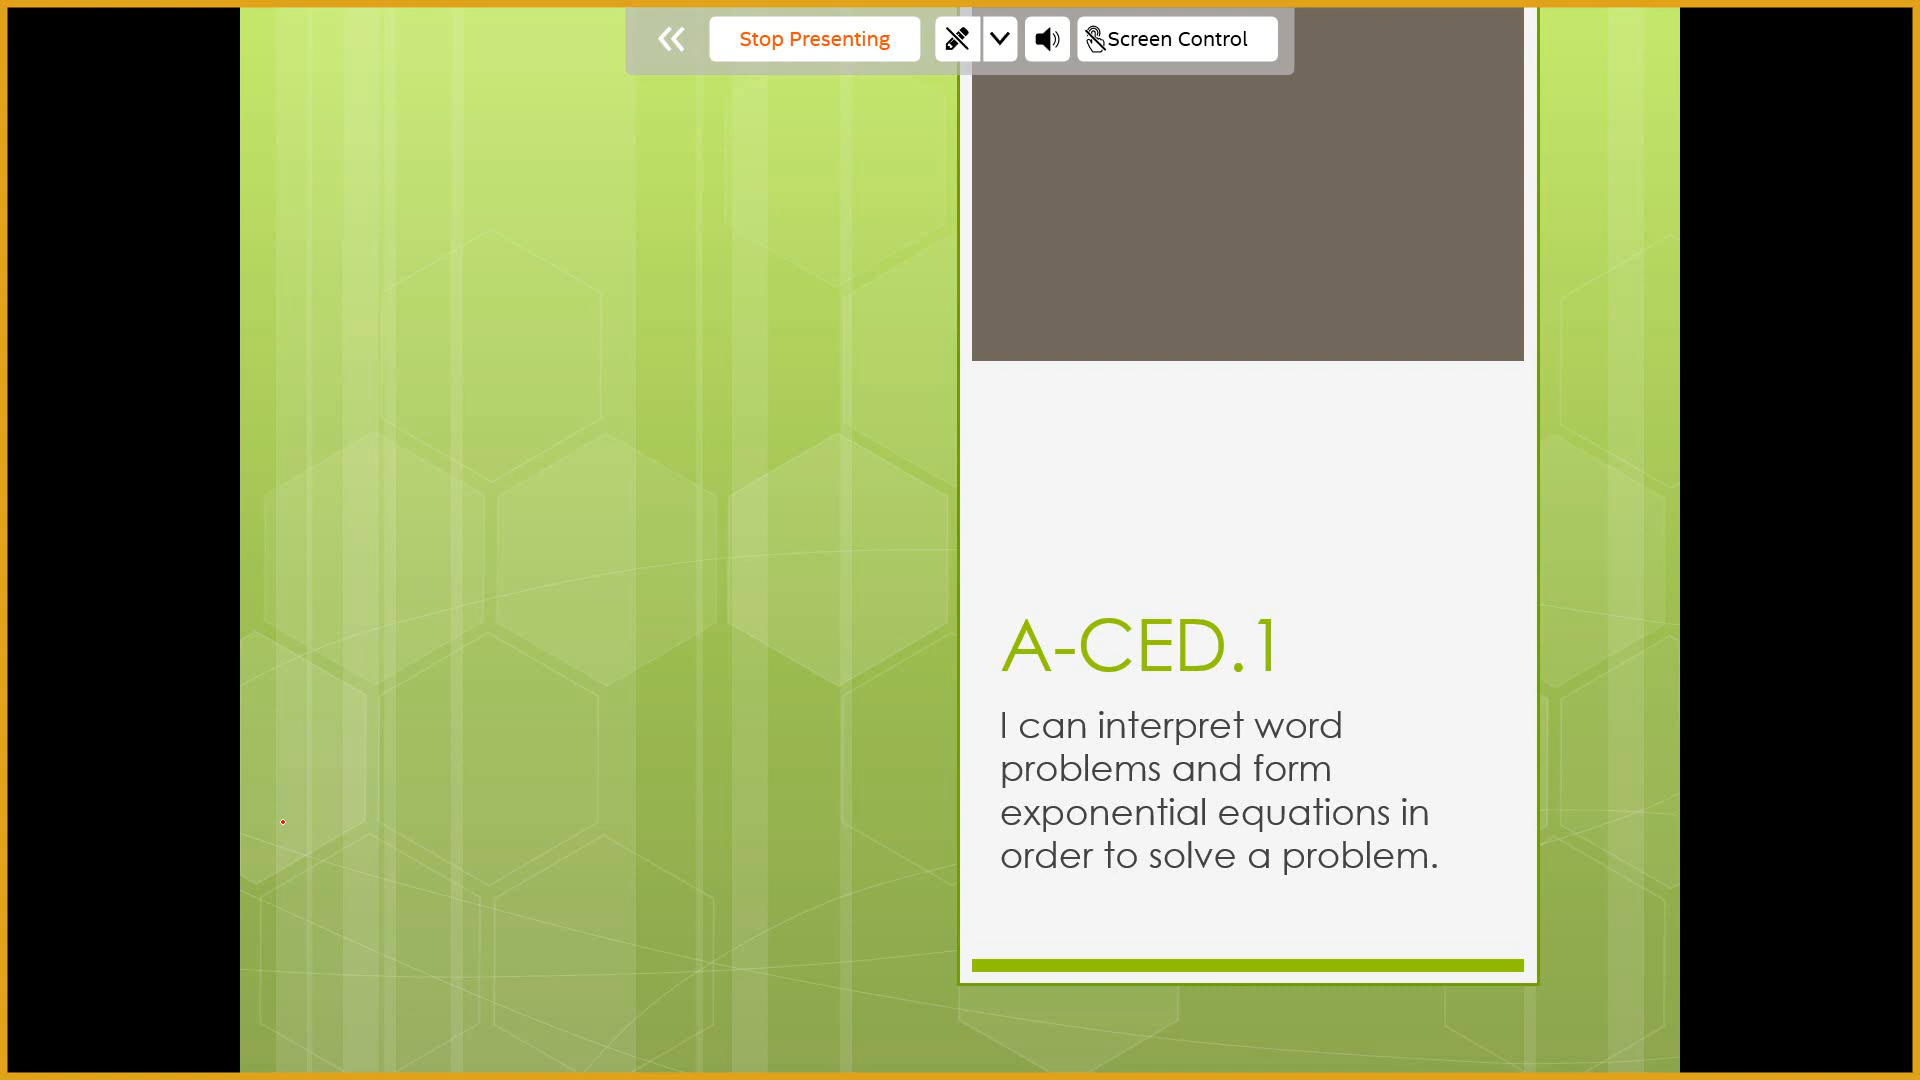 Stop Presenting
Screen Control
A-CED.1
I can interpret word
problems and form
exponential equations in
order to solve a problem.